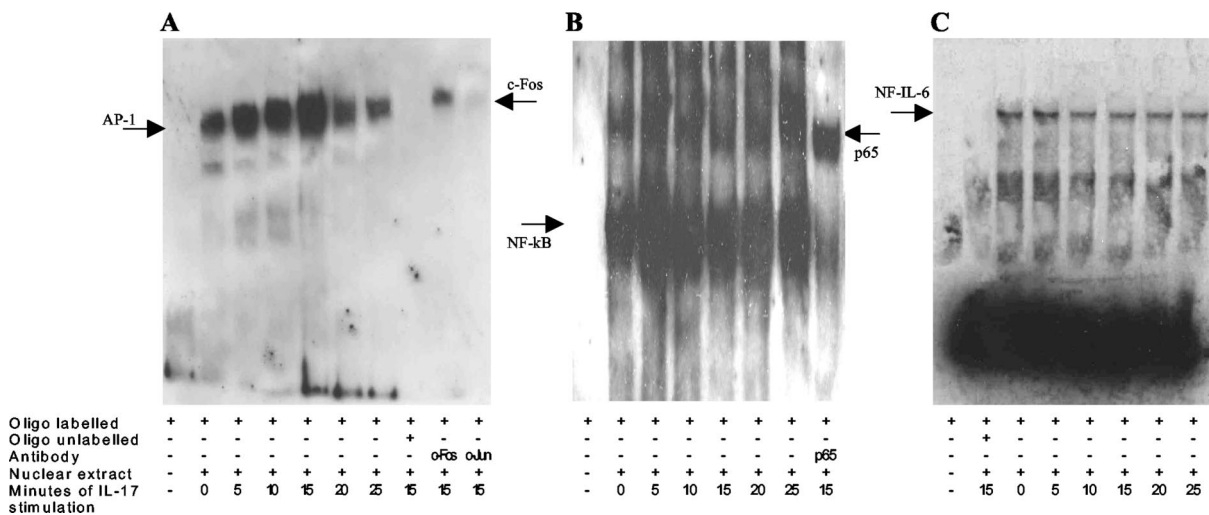 A
B
C
AP-1
c-Fos
NF-kB
p65
NF-IL-6
Oligo labelled + + + + + + + + + + + + + + + + + + + + + + + + + +
Oligo unlabelled - - - - - - - + - - - - - - - - - - - + - - - - - -
Antibody - - - - - - - - c-Fos c-Jun - - - - - - - p65 - - - - - - - -
Nuclear extract - + + + + + + + + + - + + + + + + + - + + + + + + +
Minutes of IL-17 - 0 5 10 15 20 25 15 15 15 - 0 5 10 15 20 25 15 - 15 0 5 10 15 20 25
stimulation